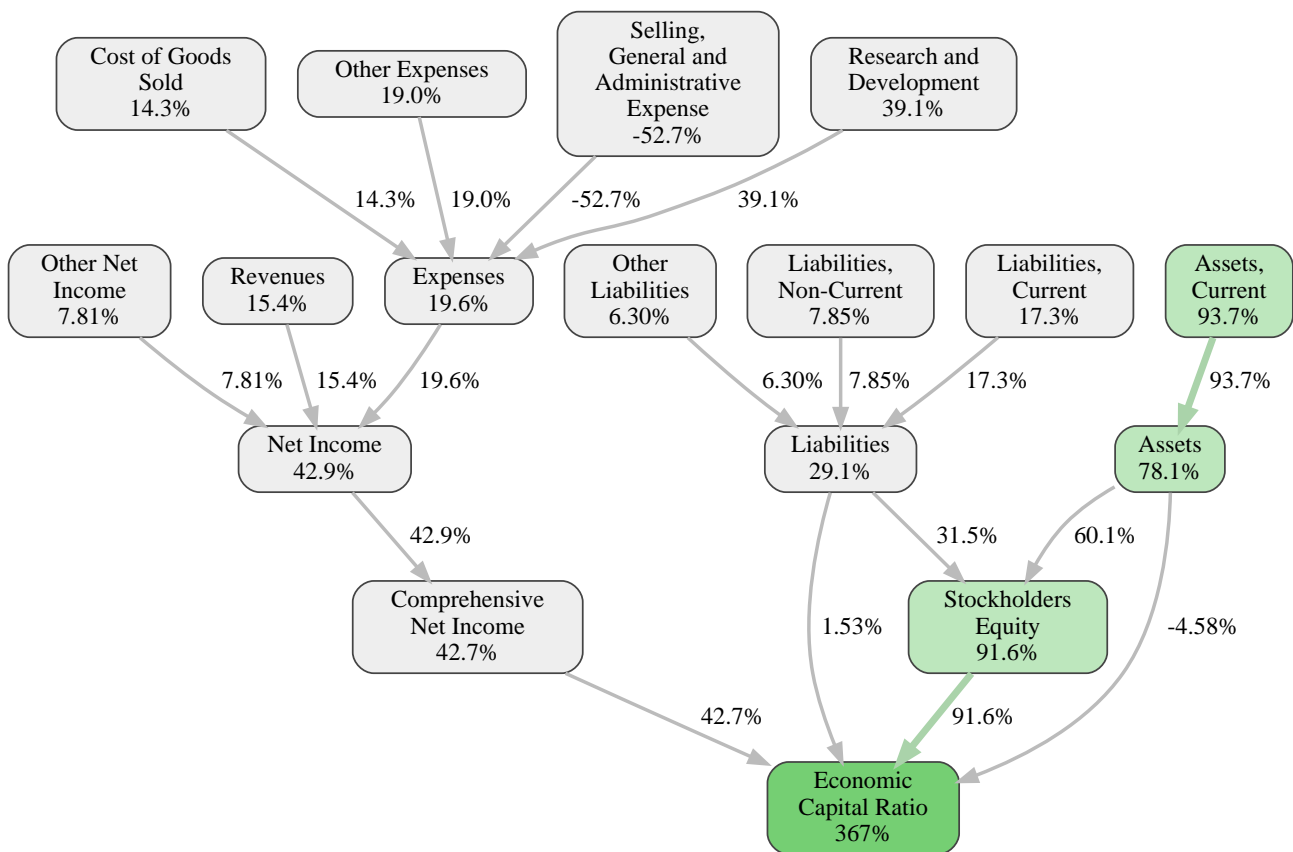 Cost of Goods
Sold
14.3%
Other Expenses
19.0%
Selling,
General and
Administrative
Expense
-52.7%
Research and
Development
39.1%
14.3%
19.0%
-52.7%
39.1%
Other Net
Income
7.81%
Revenues
15.4%
Expenses
19.6%
Other
Liabilities
6.30%
Liabilities,
Non-Current
7.85%
Liabilities,
Current
17.3%
Assets,
Current
93.7%
7.81%
15.4%
19.6%
6.30%
7.85%
17.3%
93.7%
Net Income
42.9%
Liabilities
29.1%
Assets
78.1%
42.9%
31.5%
60.1%
Comprehensive
Net Income
42.7%
1.53%
Stockholders
Equity
91.6%
-4.58%
42.7%
91.6%
Economic
Capital Ratio
367%